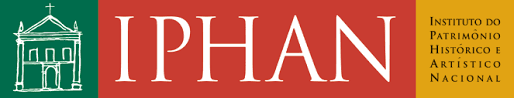 IPHAN
INSTITUTO DO
PATRIMÔNIO
HISTÓRICO E
ARTÍSTICO
NACIONAL